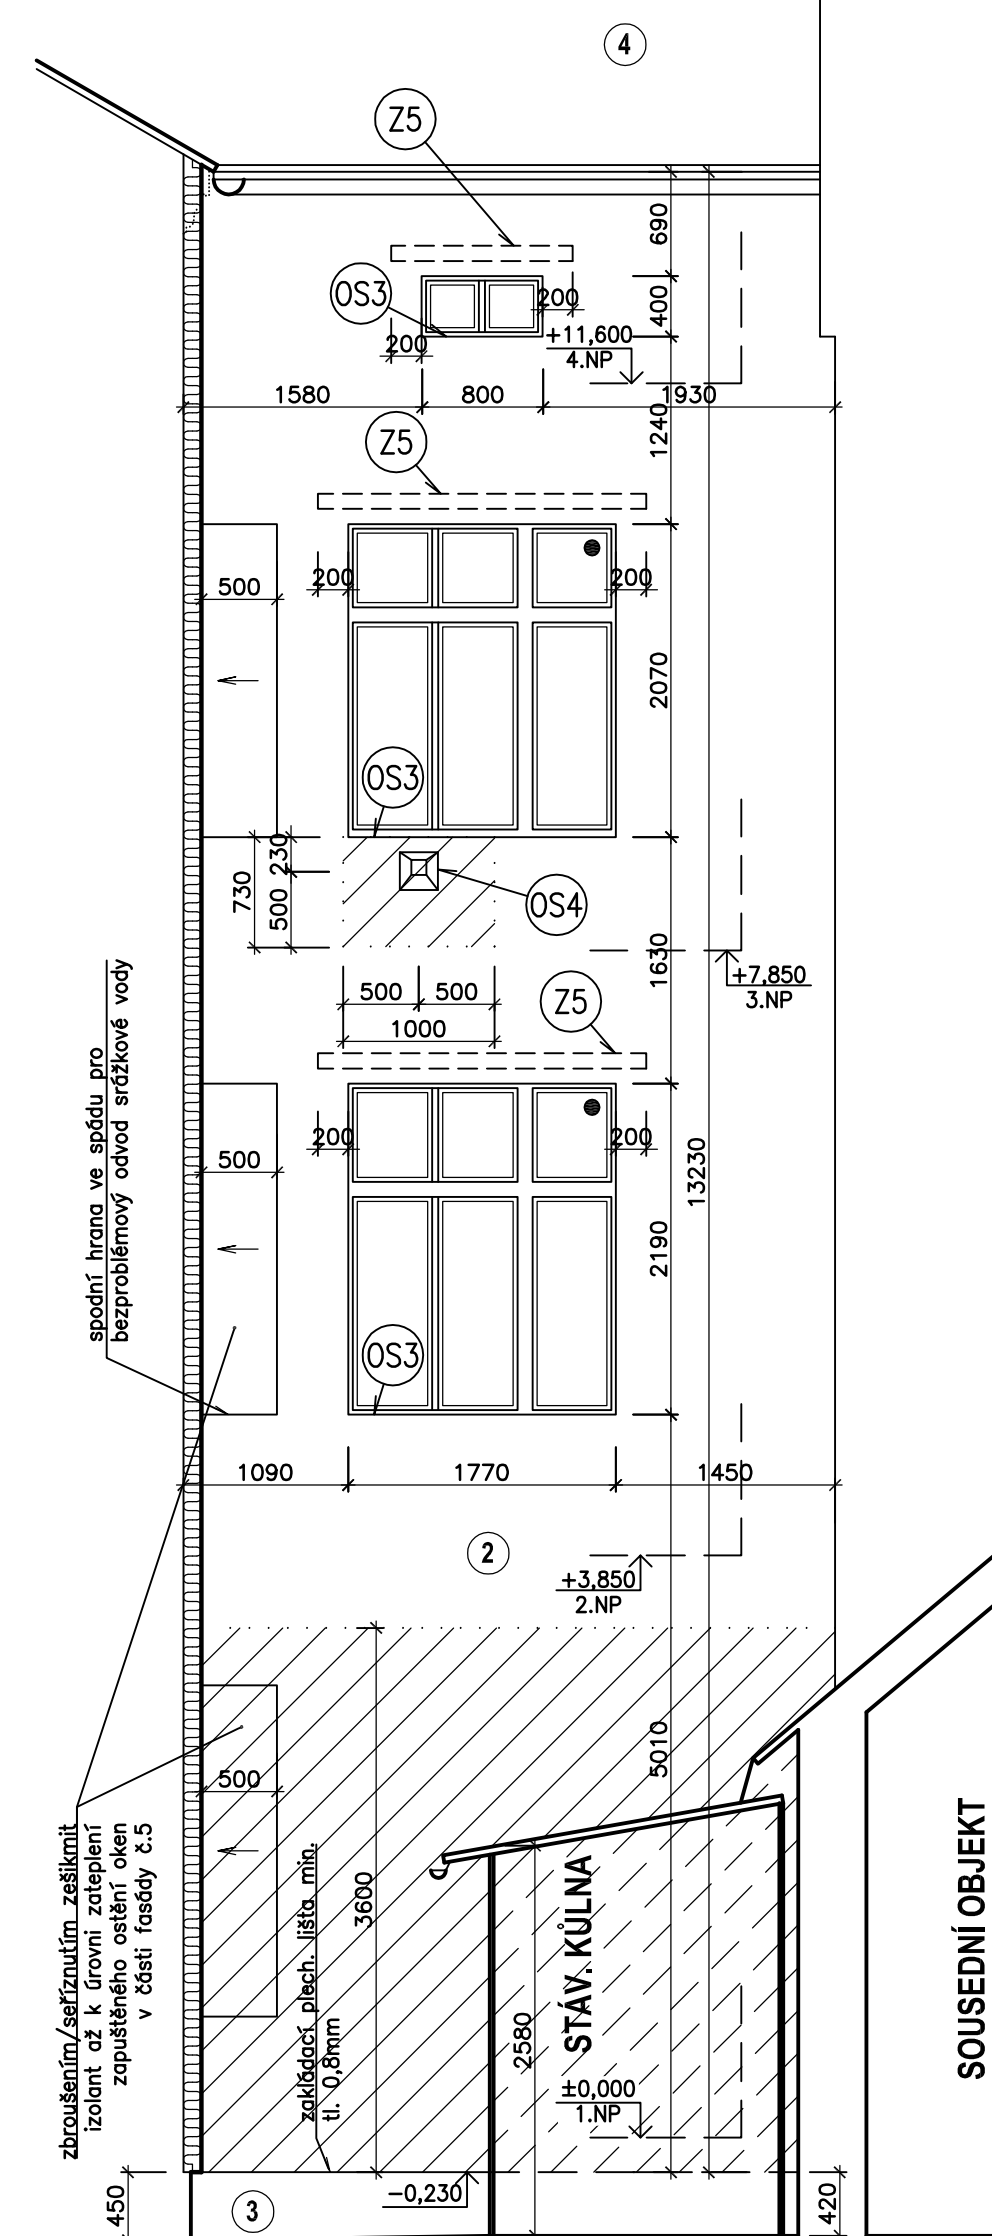 4
Z5
690
OS3
200
400
200
+11,600
4.NP
1580
800
1930
1240
Z5
500
200
200
2070
OS3
230
730
500
OS4
1630
+7,850
3.NP
500
500
Z5
1000
spodní hrana ve spádu pro
bezproblémový odvod srážkové vody
200
200
500
13230
2190
OS3
1090
1770
1450
2
+3,850
2.NP
5010
500
3600
zbroušením/seříznutím zešikmit
izolant až k úrovni zateplení
zapuštěného ostění oken
v části fasády č.5
zakládací plech. lišta min.
tl. 0,8mm
2580
STÁV. KŮLNA
SOUSEDNÍ OBJEKT
±0,000
1.NP
-0,230
450
3
420